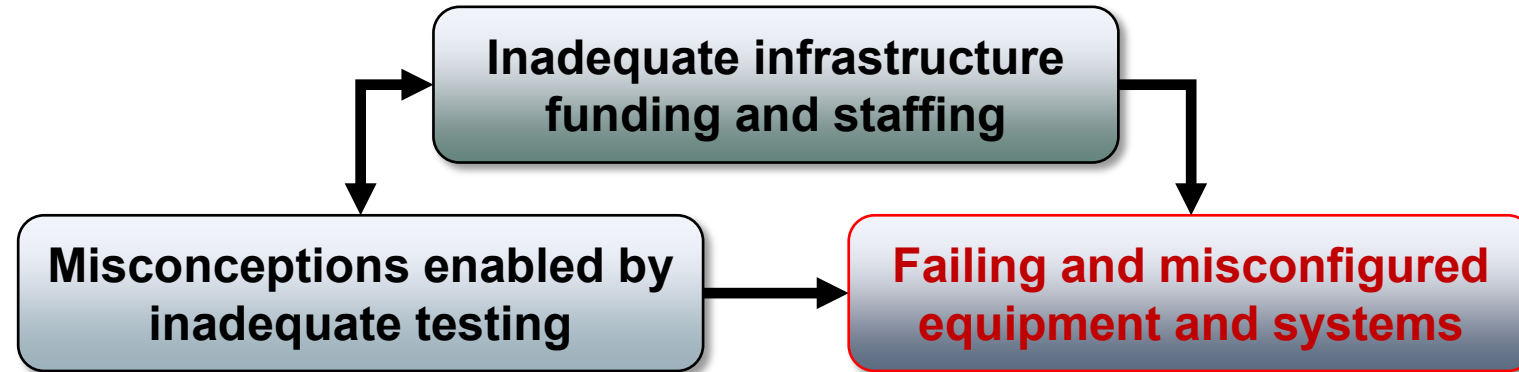 Inadequate infrastructure
funding and staffing
Misconceptions enabled by
inadequate testing
Failing and misconfigured
equipment and systems